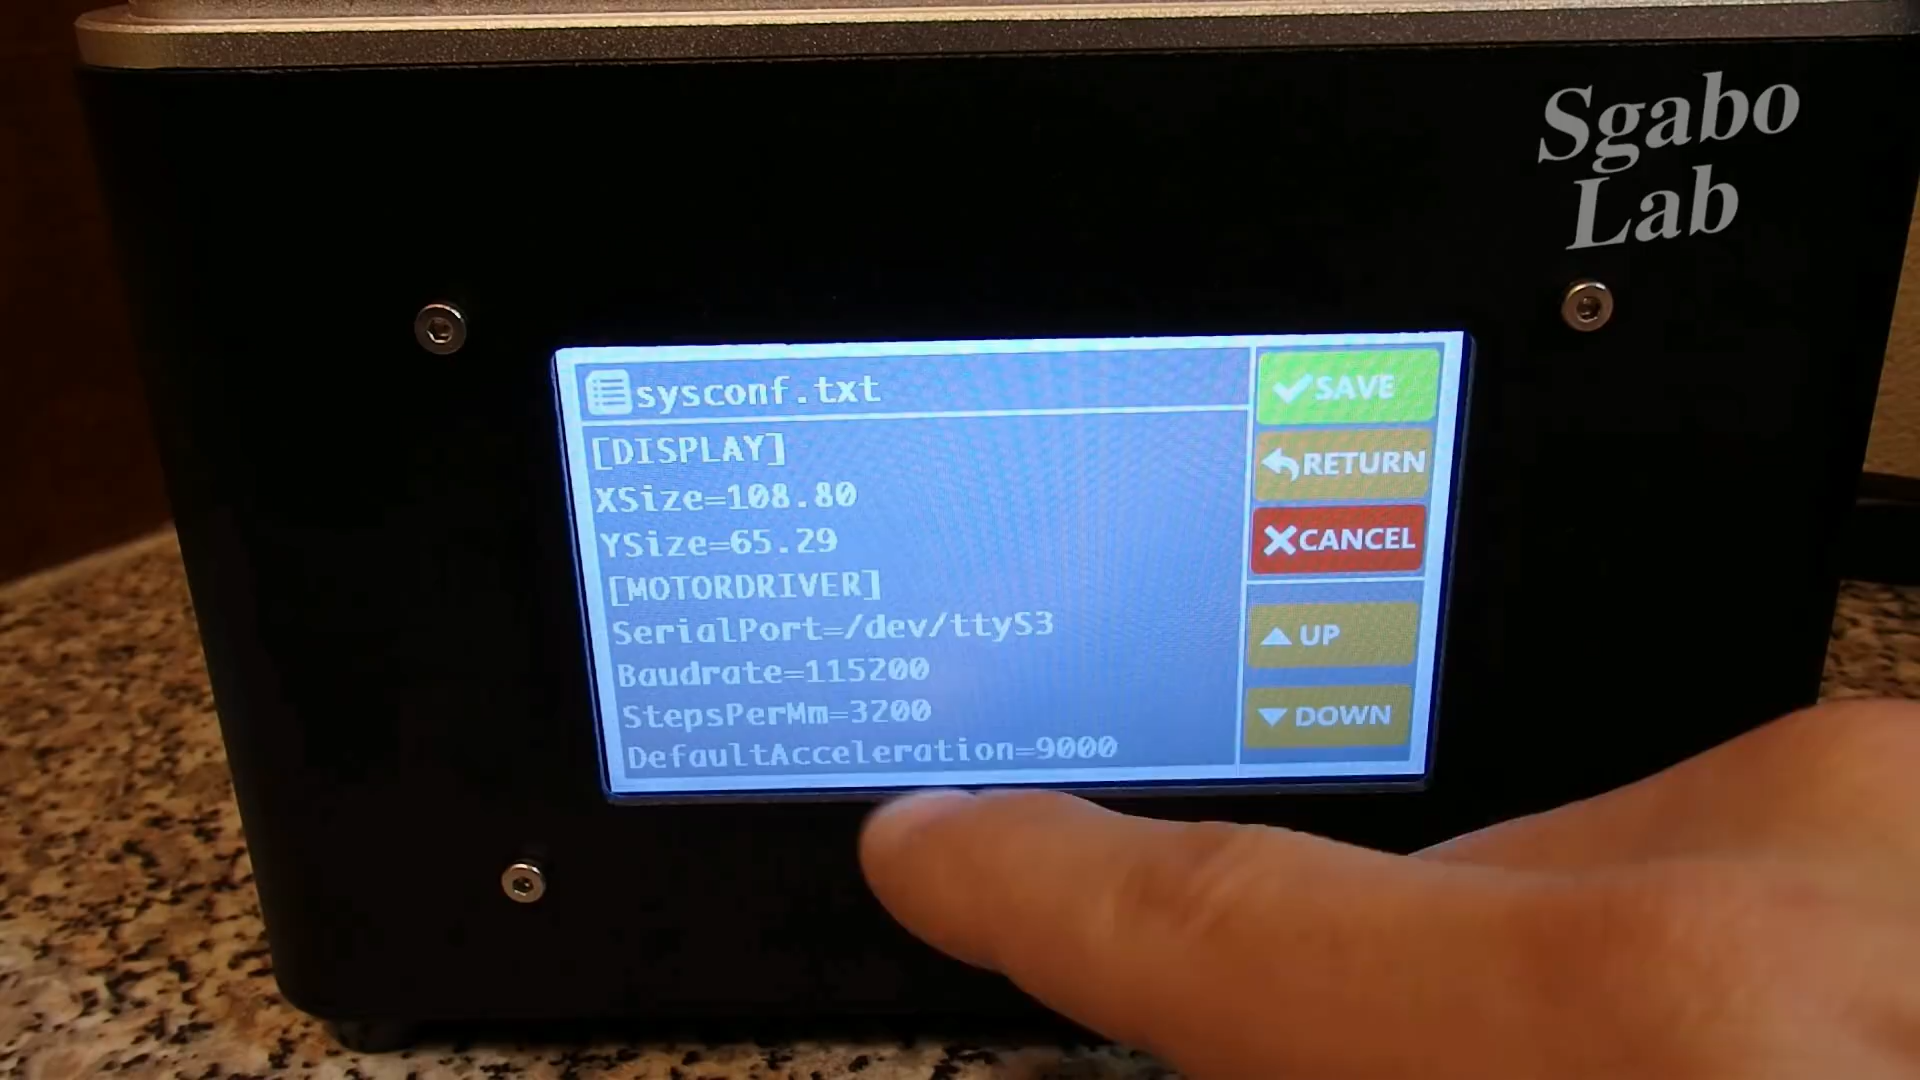 Sgabo
Lab
sysconf.txt
[DISPLAY]
XSize=108.80
YSize=65.29
[MOTORDRIVER]
SerialPort=/dev/ttyS3
Baudrate=115200
StepsPerMm=3200
DefaultAcceleration=9000
SAVE
RETURN
CANCEL
UP
DOWN